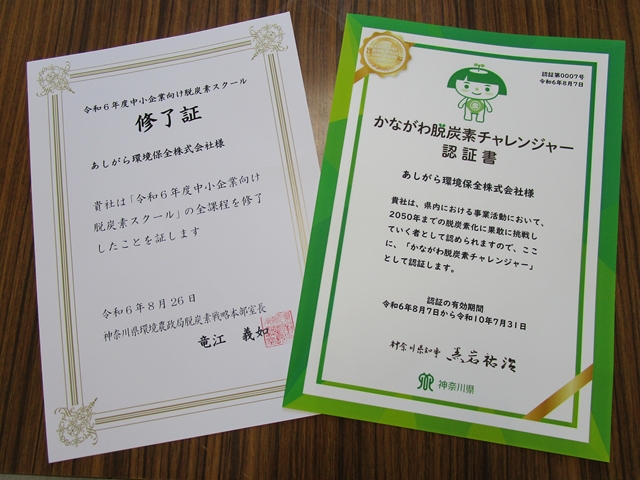 令和6年度中小企業向け脱炭素スクール
修了証
あしがら環境保全株式会社様
貴社は「令和6年度中小企業向け
脱炭素スクール」の全課程を修了
したことを証します
令和6年8月26日
神奈川県環境農政局脱炭素戦略本部室長
竜江 義如
認証第0007号
令和6年8月7日
かながわ脱炭素チャレンジャー
認証書
あしがら環境保全株式会社様
貴社は、県内における事業活動において、
2050年までの脱炭素化に果敢に挑戦し
ていく者として認められますので、ここ
に、「かながわ脱炭素チャレンジャー」
として認証します。
認証の有効期間
令和6年8月7日から令和10年7月31日
神奈川県知事 黒岩祐治
神奈川県